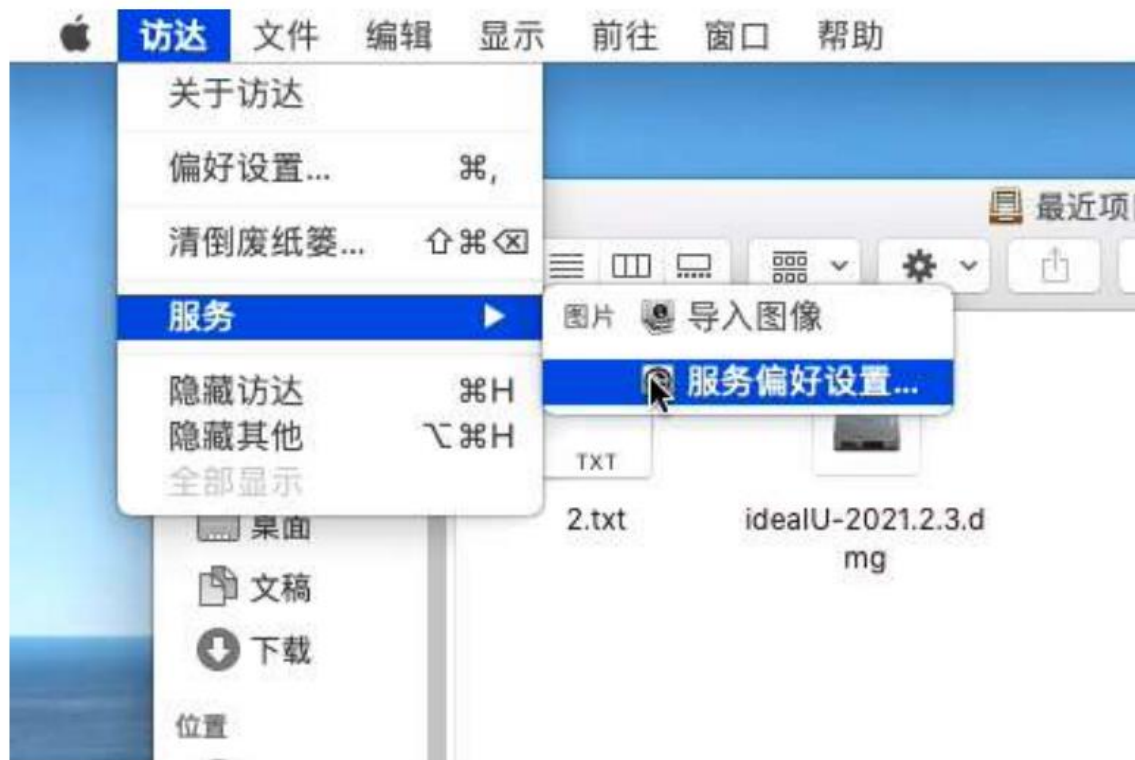 访达 文件 编辑 显示 前往 窗口 帮助
关于访达
偏好设置... ⌘,
清倒废纸篓... ⇧⌘⌫
服务 ▶
隐藏访达 ⌘H
隐藏其他 ⌥⌘H
全部显示
图片 导入图像
服务偏好设置...
最近项
TXT
2.txt
idealU-2021.2.3.d
mg
桌面
文稿
下载
位置